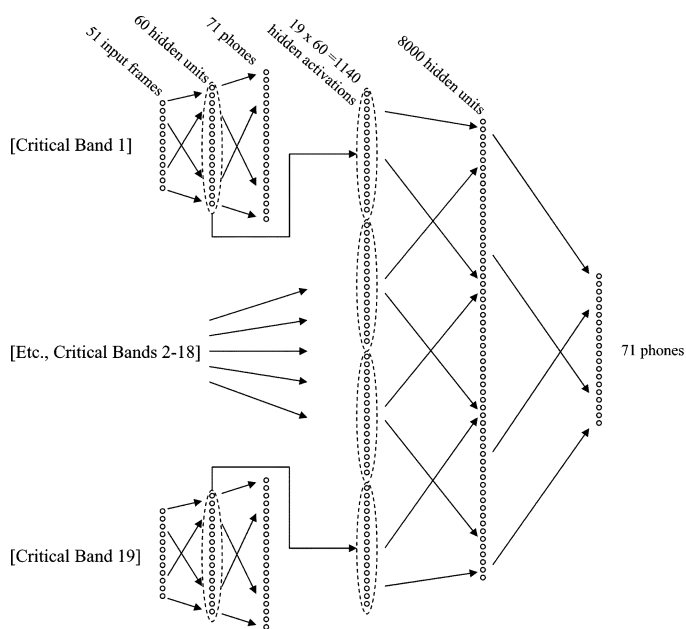 51 input frames
60 hidden units
71 phones
19 x 60 =1140
hidden activations
8000 hidden units
[Critical Band 1]
[Etc., Critical Bands 2-18]
71 phones
[Critical Band 19]